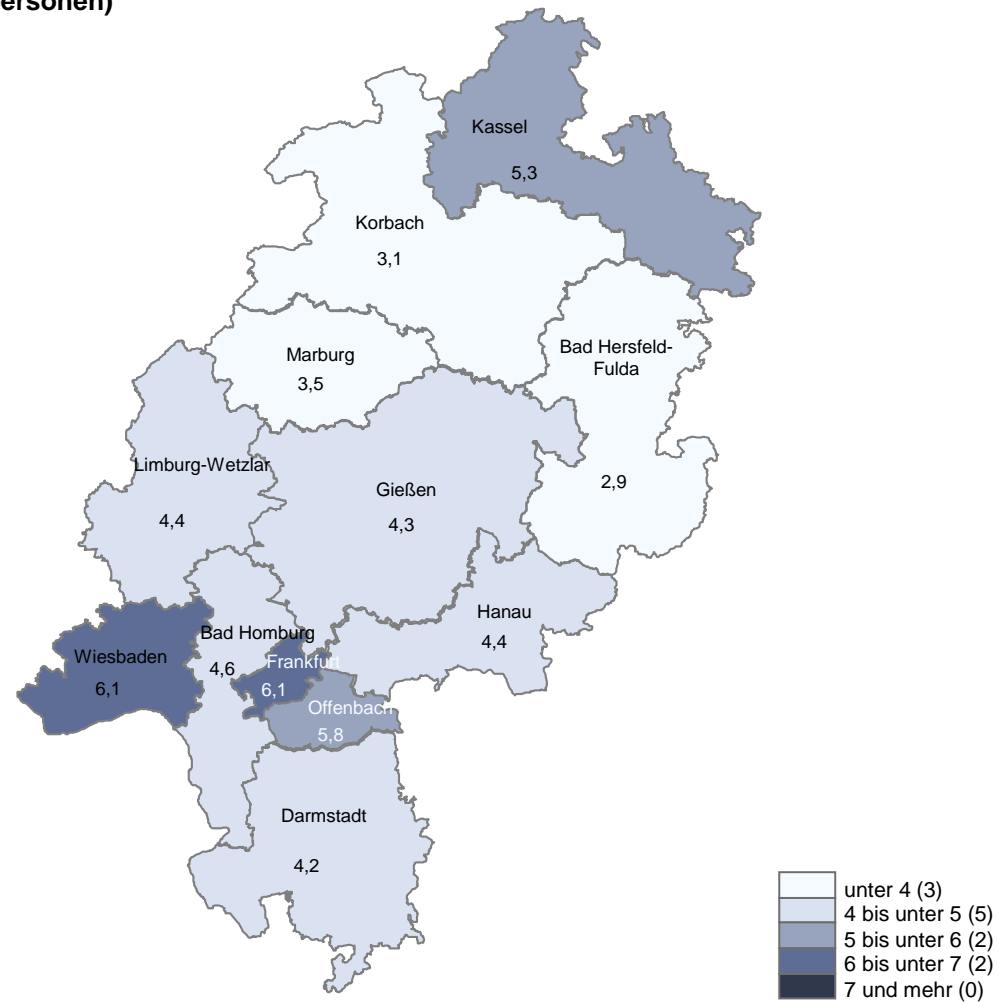 ersonen)
Kassel
5,3
Korbach
3,1
Bad Hersfeld-
Fulda
2,9
Marburg
3,5
Limburg-Wetzlar
4,4
Gießen
4,3
Hanau
4,4
Bad Homburg
4,6
Wiesbaden
6,1
Frankfurt
6,1
Offenbach
5,8
Darmstadt
4,2
unter 4 (3)
4 bis unter 5 (5)
5 bis unter 6 (2)
6 bis unter 7 (2)
7 und mehr (0)